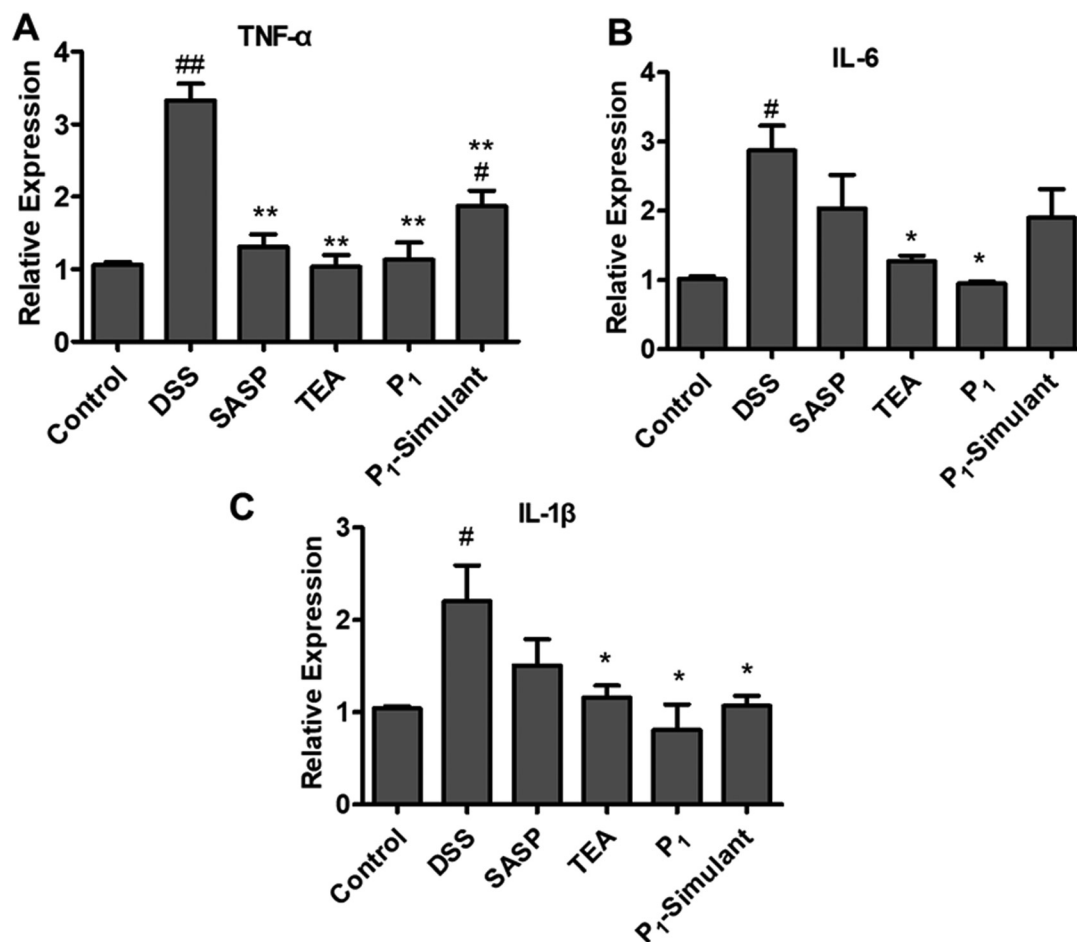 A
TNF-α
Relative Expression
4
3
2
1
0
##
**
**
**
**
#
Control
DSS
SASP
TEA
P₁
P₁-Simulant
B
IL-6
Relative Expression
4
3
2
1
0
#
*
*
Control
DSS
SASP
TEA
P₁
P₁-Simulant
C
IL-1β
Relative Expression
3
2
1
0
#
*
*
*
Control
DSS
SASP
TEA
P₁
P₁-Simulant